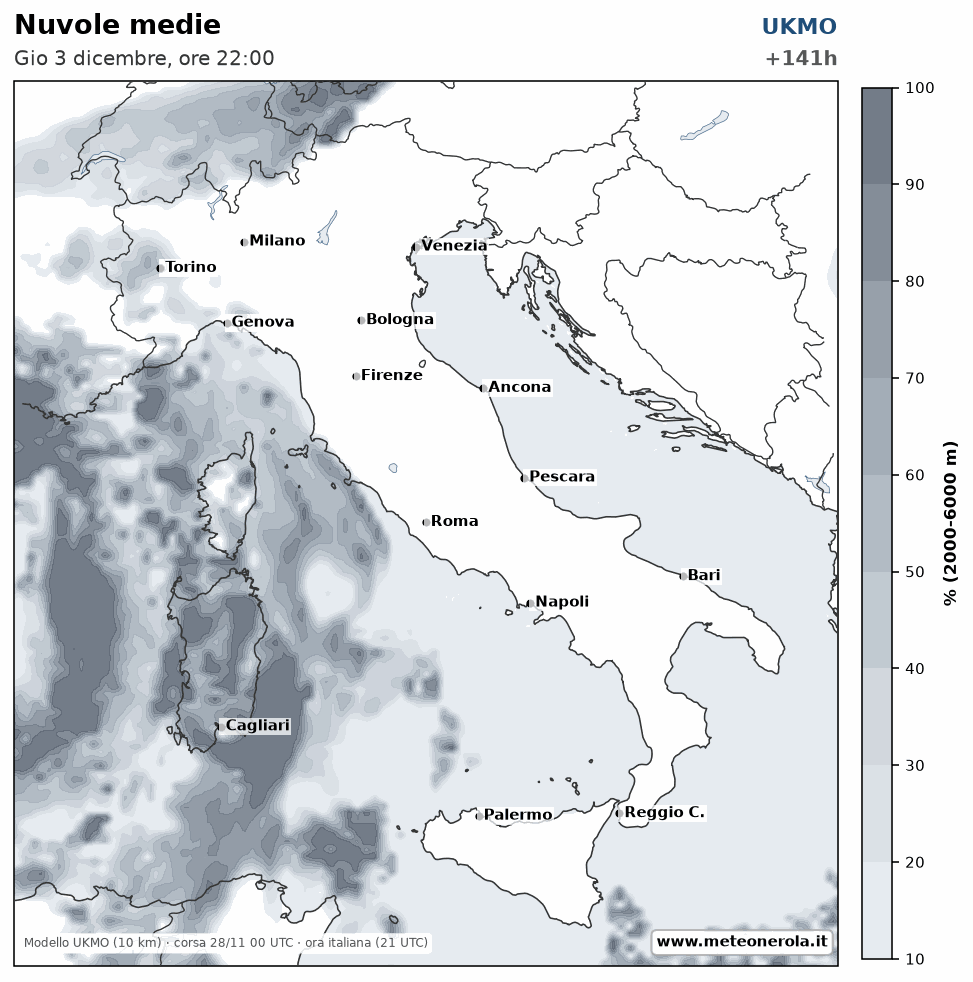 Nuvole medie
UKMO
Gio 3 dicembre, ore 22:00
+141h
Milano
Venezia
Torino
Genova
Bologna
Firenze
Ancona
Pescara
Roma
Bari
Napoli
Cagliari
Palermo
Reggio C.
Modello UKMO (10 km) · corsa 28/11 00 UTC · ora italiana (21 UTC)
www.meteonerola.it
100
90
80
70
60
50
40
30
20
10
% (2000-6000 m)